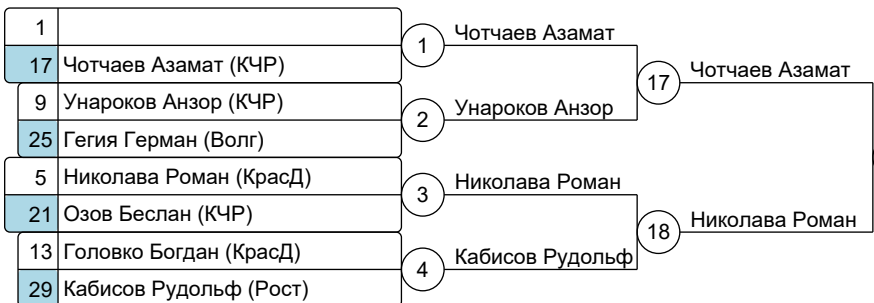 1
17 Чотчаев Азамат (КЧР)
1
Чотчаев Азамат
9 Унароков Анзор (КЧР)
25 Гегия Герман (Волг)
2
Унароков Анзор
17
Чотчаев Азамат
5 Николава Роман (КрасД)
21 Озов Беслан (КЧР)
3
Николава Роман
13 Головко Богдан (КрасД)
29 Кабисов Рудольф (Рост)
4
Кабисов Рудольф
18
Николава Роман